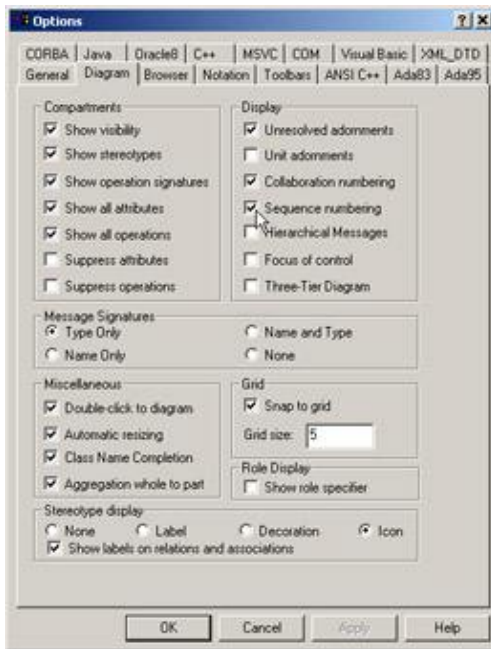 Options
CORBA Java Oracle8 C++ MSVC COM Visual Basic XML_DTD
General Diagram Browser Notation Toolbars ANSI C++ Ada83 Ada95
Compartments
Show visibility
Show stereotypes
Show operation signatures
Show all attributes
Show all operations
Suppress attributes
Suppress operations
Display
Unresolved adornments
Unit adornments
Collaboration numbering
Sequence numbering
Hierarchical Messages
Focus of control
Three-Tier Diagram
Message Signatures
Type Only
Name and Type
Name Only
None
Miscellaneous
Double-click to diagram
Automatic resizing
Class Name Completion
Aggregation whole to part
Grid
Snap to grid
Grid size: 5
Role Display
Show role specifier
Stereotype display
None Label Decoration Icon
Show labels on relations and associations
OK Cancel Apply Help